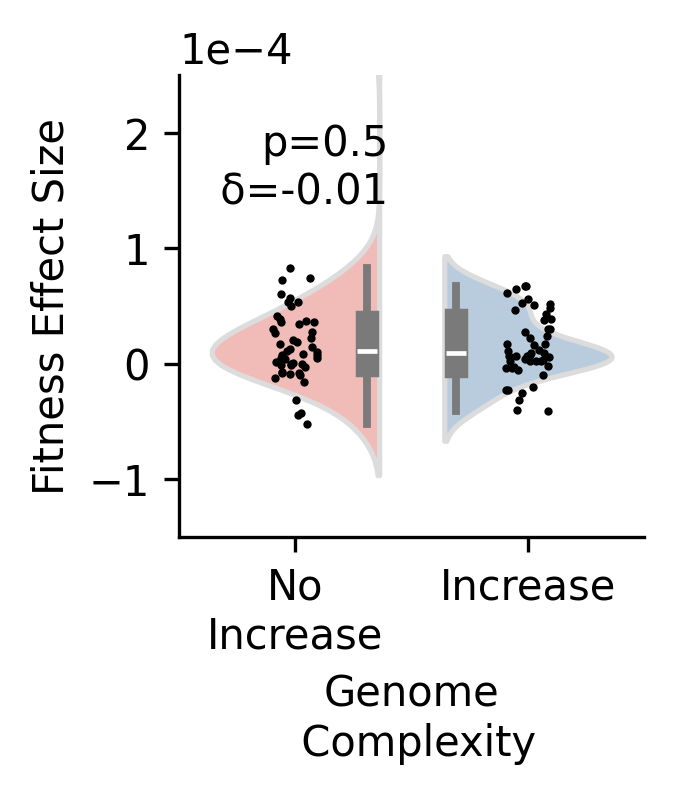 1e−4
Fitness Effect Size
2
1
0
−1
p=0.5
δ=-0.01
No
Increase
Increase
Genome
Complexity